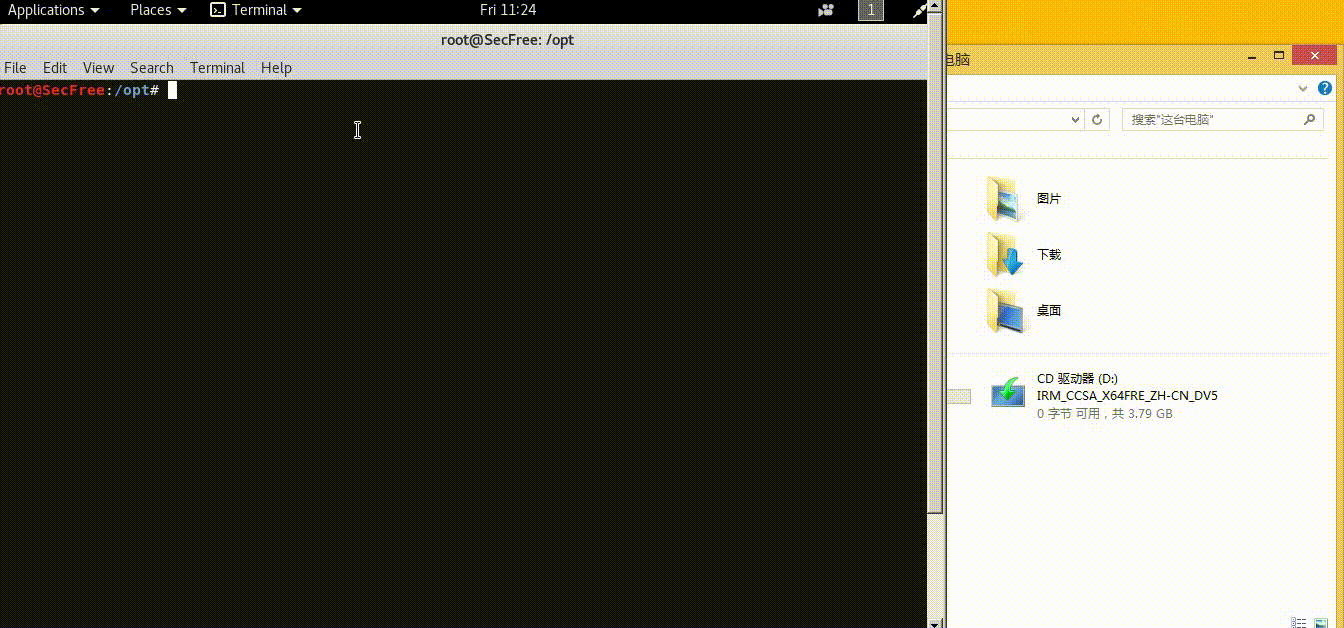 Applications Places Terminal Fri 11:24 1
root@SecFree: /opt
File Edit View Search Terminal Help
root@SecFree:/opt#
电脑
搜索"这台电脑"
图片
下载
桌面
CD 驱动器 (D:)
IRM_CCSA_X64FRE_ZH-CN_DV5
0 字节 可用，共 3.79 GB